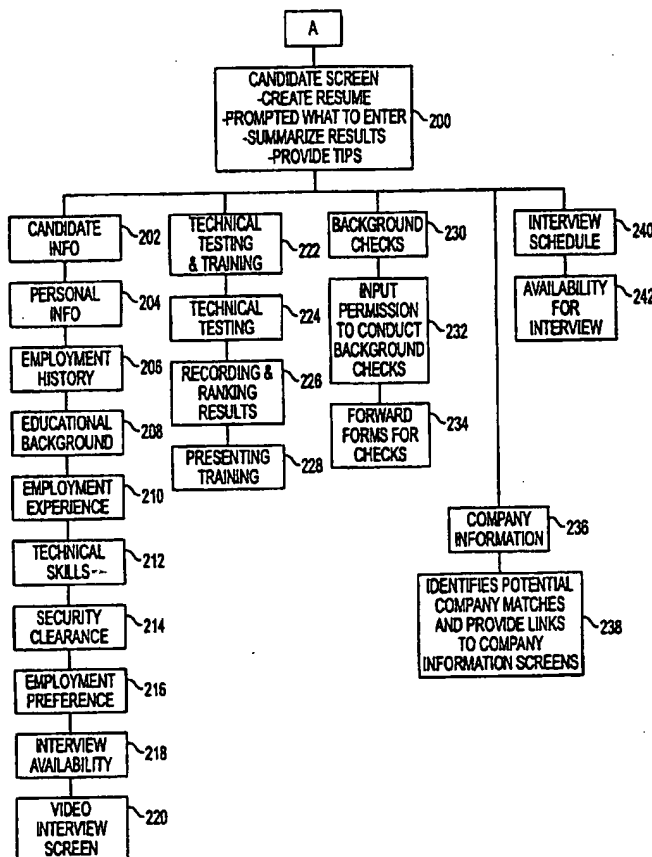 A
CANDIDATE SCREEN
-CREATE RESUME
-PROMPTED WHAT TO ENTER
-SUMMARIZE RESULTS
-PROVIDE TIPS
200
CANDIDATE
INFO
202
PERSONAL
INFO
204
EMPLOYMENT
HISTORY
206
EDUCATIONAL
BACKGROUND
208
EMPLOYMENT
EXPERIENCE
210
TECHNICAL
SKILLS--
212
SECURITY
CLEARANCE
214
EMPLOYMENT
PREFERENCE
216
INTERVIEW
AVAILABILITY
218
VIDEO
INTERVIEW
SCREEN
220
TECHNICAL
TESTING
& TRAINING
222
TECHNICAL
TESTING
224
RECORDING &
RANKING
RESULTS
226
PRESENTING
TRAINING
228
BACKGROUND
CHECKS
230
INPUT
PERMISSION
TO CONDUCT
BACKGROUND
CHECKS
232
FORWARD
FORMS FOR
CHECKS
234
COMPANY
INFORMATION
236
IDENTIFIES POTENTIAL
COMPANY MATCHES
AND PROVIDE LINKS
TO COMPANY
INFORMATION SCREENS
238
INTERVIEW
SCHEDULE
240
AVAILABILITY
FOR
INTERVIEW
242